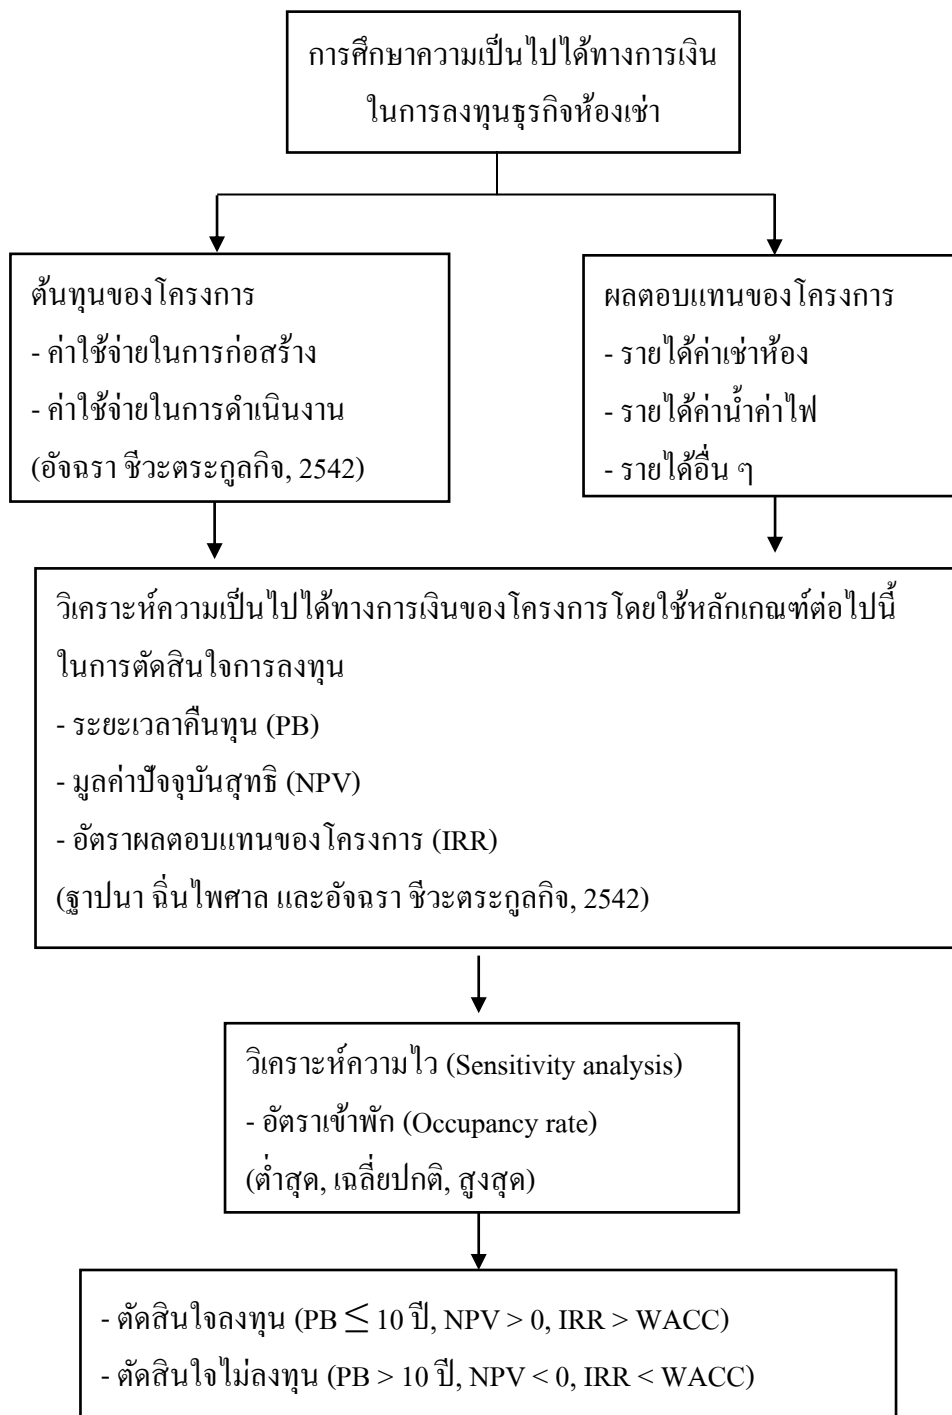 การศึกษาความเป็นไปได้ทางการเงิน
ในการลงทุนธุรกิจห้องเช่า
ต้นทุนของโครงการ
- ค่าใช้จ่ายในการก่อสร้าง
- ค่าใช้จ่ายในการดำเนินงาน
(อัจฉรา ชีวะตระกูลกิจ, 2542)
ผลตอบแทนของโครงการ
- รายได้ค่าเช่าห้อง
- รายได้ค่าน้ำค่าไฟ
- รายได้อื่น ๆ
วิเคราะห์ความเป็นไปได้ทางการเงินของโครงการโดยใช้หลักเกณฑ์ต่อไปนี้
ในการตัดสินใจการลงทุน
- ระยะเวลาคืนทุน (PB)
- มูลค่าปัจจุบันสุทธิ (NPV)
- อัตราผลตอบแทนของโครงการ (IRR)
(ฐาปนา ฉิ่นไพศาล และอัจฉรา ชีวะตระกูลกิจ, 2542)
วิเคราะห์ความไว (Sensitivity analysis)
- อัตราเข้าพัก (Occupancy rate)
(ต่ำสุด, เฉลี่ยปกติ, สูงสุด)
- ตัดสินใจลงทุน (PB ≤ 10 ปี, NPV > 0, IRR > WACC)
- ตัดสินใจไม่ลงทุน (PB > 10 ปี, NPV < 0, IRR < WACC)